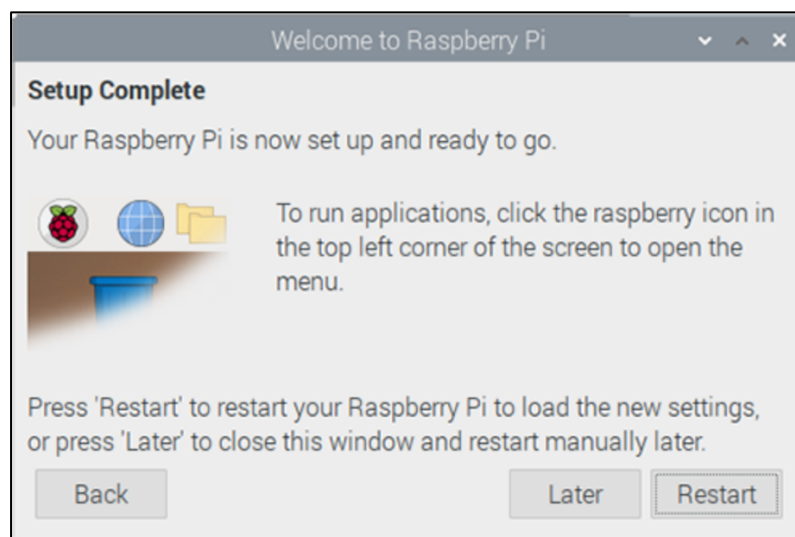 Welcome to Raspberry Pi
Setup Complete
Your Raspberry Pi is now set up and ready to go.
To run applications, click the raspberry icon in
the top left corner of the screen to open the
menu.
Press 'Restart' to restart your Raspberry Pi to load the new settings,
or press 'Later' to close this window and restart manually later.
Back Later Restart